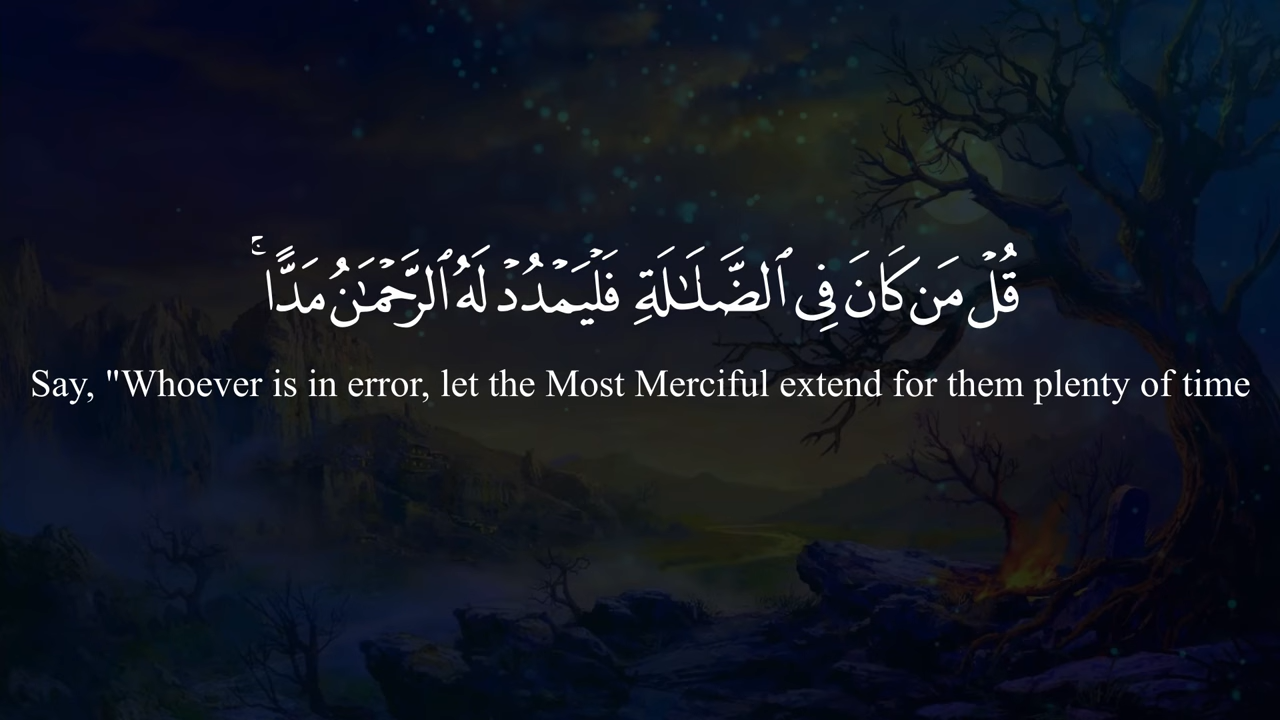 قُلۡ مَن كَانَ فِي ٱلضَّلَٰلَةِ فَلۡيَمۡدُدۡ لَهُ ٱلرَّحۡمَٰنُ مَدًّاۚ
Say, "Whoever is in error, let the Most Merciful extend for them plenty of time